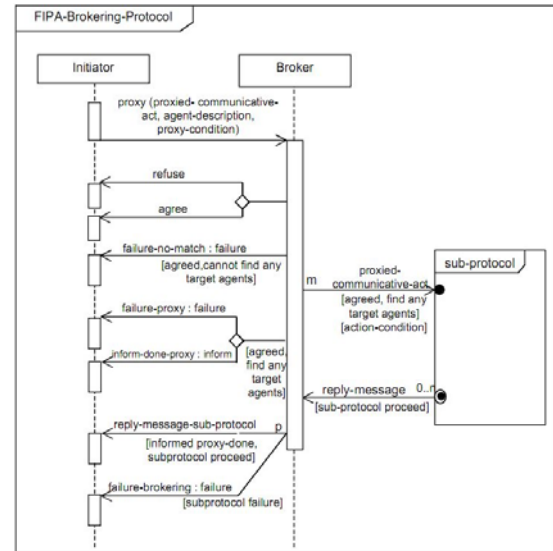 FIPA-Brokering-Protocol
Initiator
Broker
proxy (proxied- communicative-
act, agent-description,
proxy-condition)
refuse
agree
failure-no-match : failure
[agreed,cannot find any
target agents]
sub-protocol
m
proxied-
communicative-act
[agreed, find any
target agents]
[action-condition]
failure-proxy : failure
inform-done-proxy : inform
[agreed,
find any
target
agents]
reply-message
0..n
[sub-protocol proceed]
reply-message-sub-protocol
p
[informed proxy-done,
subprotocol proceed]
failure-brokering : failure
[subprotocol failure]